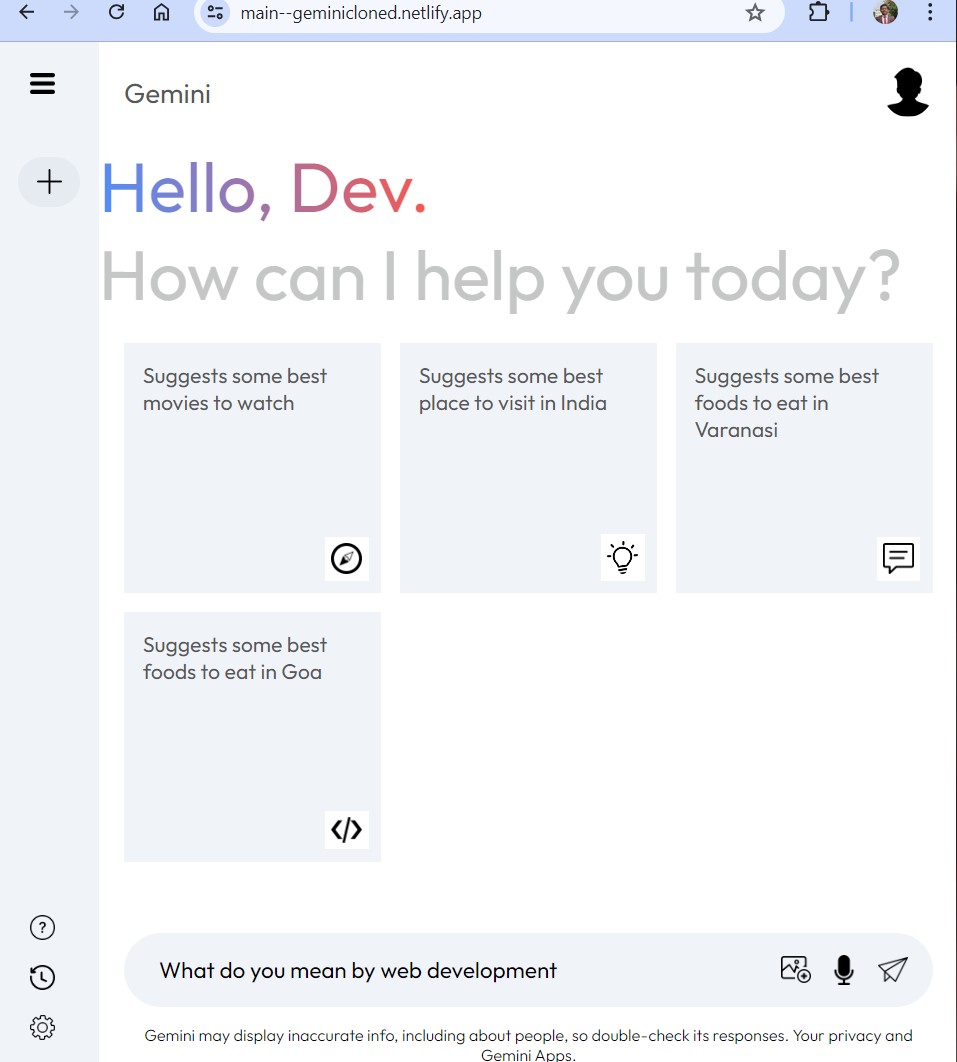 main--geminicloned.netlify.app
Gemini
Hello, Dev.
How can I help you today?
Suggests some best
movies to watch
Suggests some best
place to visit in India
Suggests some best
foods to eat in
Varanasi
Suggests some best
foods to eat in Goa
What do you mean by web development
Gemini may display inaccurate info, including about people, so double-check its responses. Your privacy and
Gemini Apps.